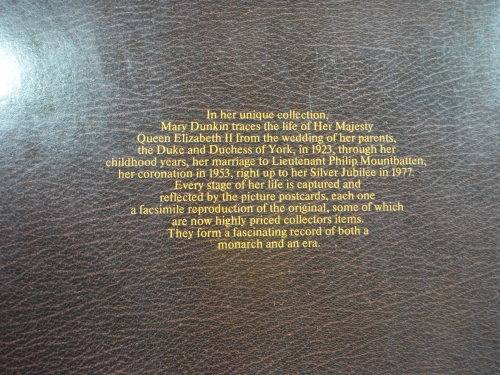 In her unique collection,
Mary Dunkin traces the life of Her Majesty
Queen Elizabeth II from the wedding of her parents,
the Duke and Duchess of York, in 1923, through her
childhood years, her marriage to Lieutenant Philip Mountbatten,
her coronation in 1953, right up to her Silver Jubilee in 1977.
Every stage of her life is captured and
reflected by the picture postcards, each one
a facsimile reproduction of the original, some of which
are now highly priced collectors items.
They form a fascinating record of both a
monarch and an era.